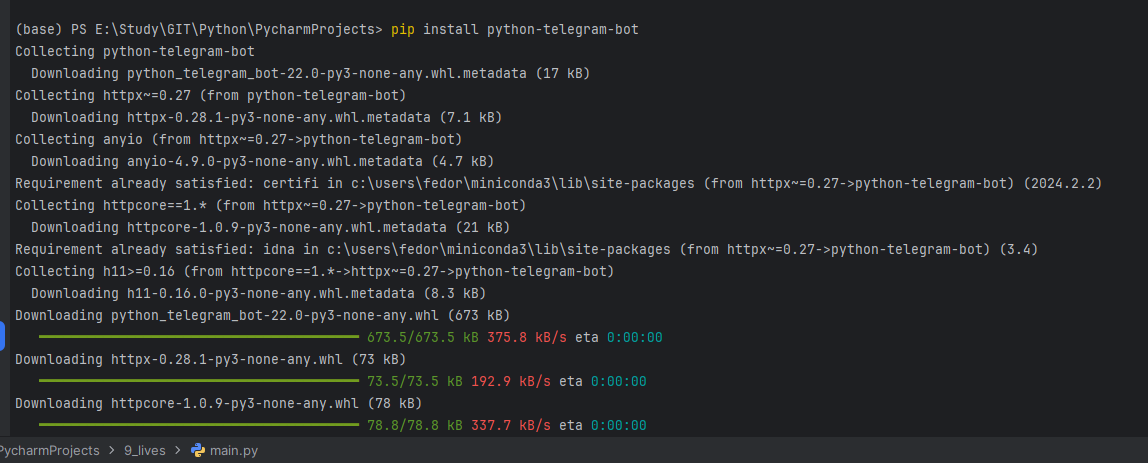 (base) PS E:\Study\GIT\Python\PycharmProjects> pip install python-telegram-bot
Collecting python-telegram-bot
  Downloading python_telegram_bot-22.0-py3-none-any.whl.metadata (17 kB)
Collecting httpx~=0.27 (from python-telegram-bot)
  Downloading httpx-0.28.1-py3-none-any.whl.metadata (7.1 kB)
Collecting anyio (from httpx~=0.27->python-telegram-bot)
  Downloading anyio-4.9.0-py3-none-any.whl.metadata (4.7 kB)
Requirement already satisfied: certifi in c:\users\fedor\miniconda3\lib\site-packages (from httpx~=0.27->python-telegram-bot) (2024.2.2)
Collecting httpcore==1.* (from httpx~=0.27->python-telegram-bot)
  Downloading httpcore-1.0.9-py3-none-any.whl.metadata (21 kB)
Requirement already satisfied: idna in c:\users\fedor\miniconda3\lib\site-packages (from httpx~=0.27->python-telegram-bot) (3.4)
Collecting h11>=0.16 (from httpcore==1.*->httpx~=0.27->python-telegram-bot)
  Downloading h11-0.16.0-py3-none-any.whl.metadata (8.3 kB)
Downloading python_telegram_bot-22.0-py3-none-any.whl (673 kB)
673.5/673.5 kB 375.8 kB/s eta 0:00:00
Downloading httpx-0.28.1-py3-none-any.whl (73 kB)
73.5/73.5 kB 192.9 kB/s eta 0:00:00
Downloading httpcore-1.0.9-py3-none-any.whl (78 kB)
78.8/78.8 kB 337.7 kB/s eta 0:00:00
PycharmProjects > 9_lives > main.py